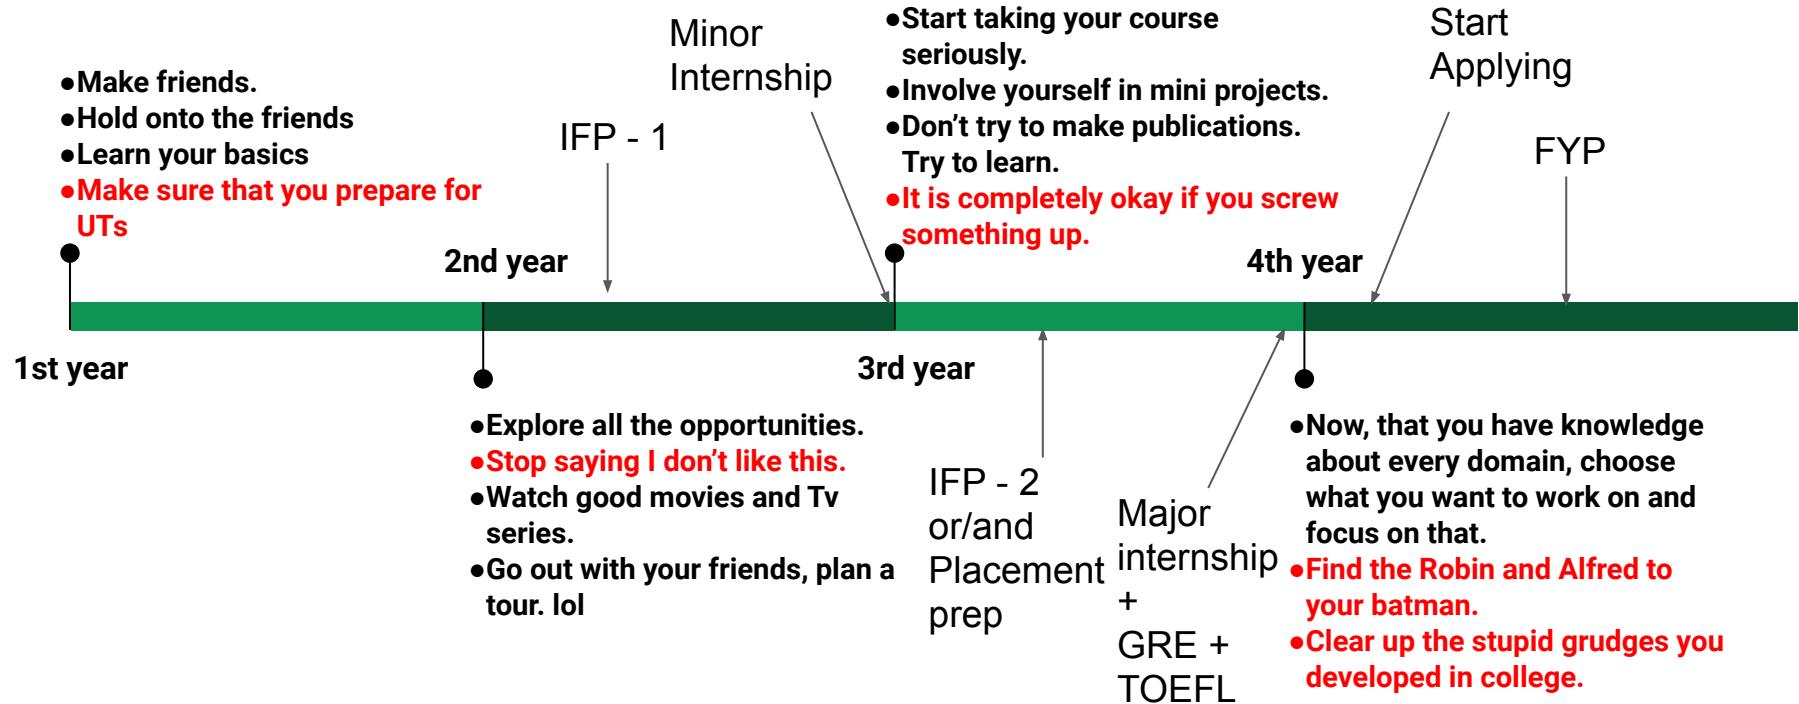 ●Make friends.
●Hold onto the friends
●Learn your basics
●Make sure that you prepare for
UTs
1st year
2nd year
●Explore all the opportunities.
●Stop saying I don’t like this.
●Watch good movies and Tv
series.
●Go out with your friends, plan a
tour. lol
IFP - 1
Minor
Internship
●Start taking your course
seriously.
●Involve yourself in mini projects.
●Don’t try to make publications.
Try to learn.
●It is completely okay if you screw
something up.
3rd year
IFP - 2
or/and
Placement
prep
Major
internship
+
GRE +
TOEFL
4th year
●Now, that you have knowledge
about every domain, choose
what you want to work on and
focus on that.
●Find the Robin and Alfred to
your batman.
●Clear up the stupid grudges you
developed in college.
Start
Applying
FYP